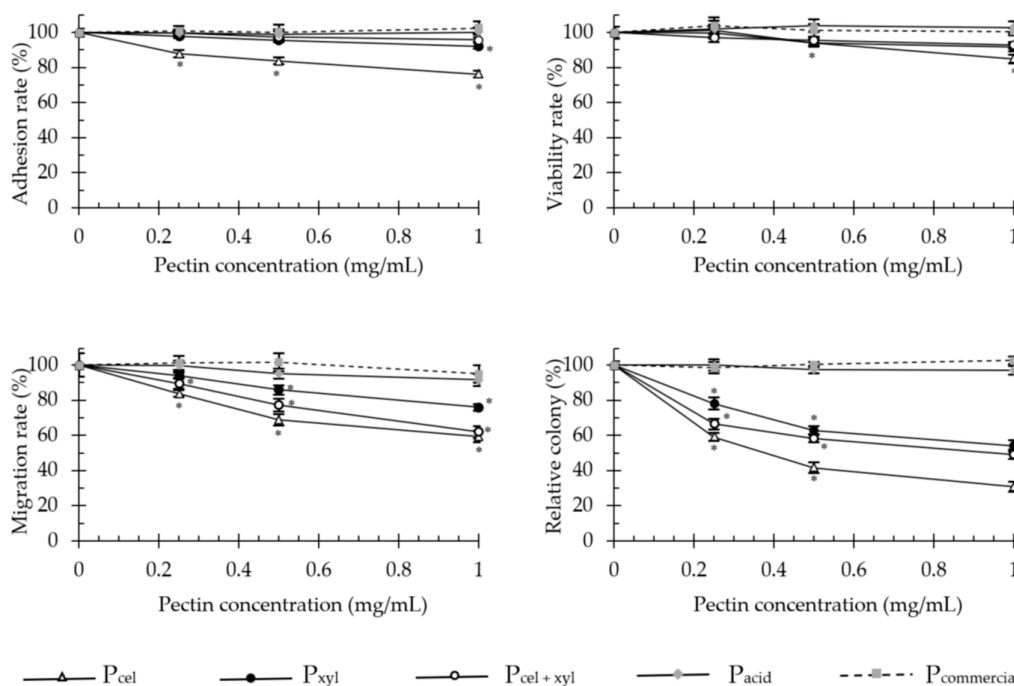 100
80
60
40
20
0
Adhesion rate (%)
0 0.2 0.4 0.6 0.8 1
Pectin concentration (mg/mL)
* * * *
100
80
60
40
20
0
Viability rate (%)
0 0.2 0.4 0.6 0.8 1
Pectin concentration (mg/mL)
* *
100
80
60
40
20
0
Migration rate (%)
0 0.2 0.4 0.6 0.8 1
Pectin concentration (mg/mL)
* * * * * * * *
100
80
60
40
20
0
Relative colony (%)
0 0.2 0.4 0.6 0.8 1
Pectin concentration (mg/mL)
* * * * * *
Pcel Pxyl Pcel + xyl Pacid Pcommercia